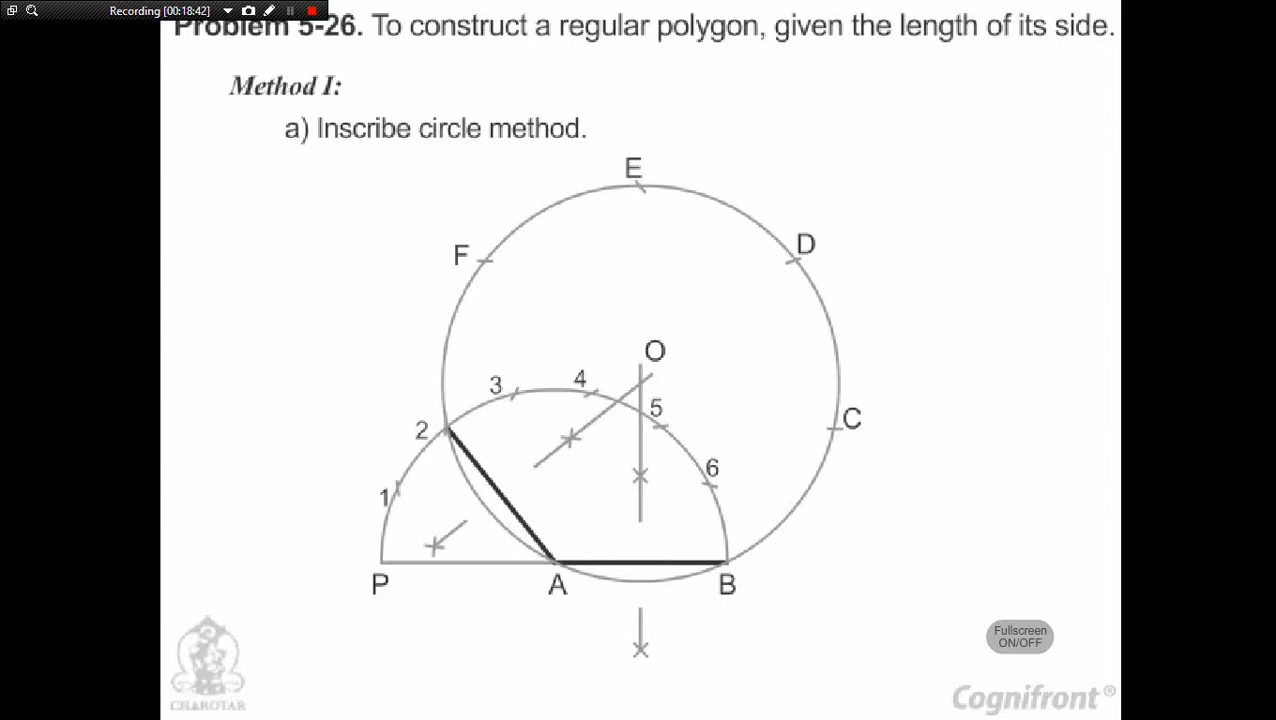 Recording [00:18:42]
Problem 5-26. To construct a regular polygon, given the length of its side.
Method I:
a) Inscribe circle method.
E
F
D
O
3
4
5
2
C
6
1
P
A
B
Fullscreen
ON/OFF
CHAROTAR
Cognifront®